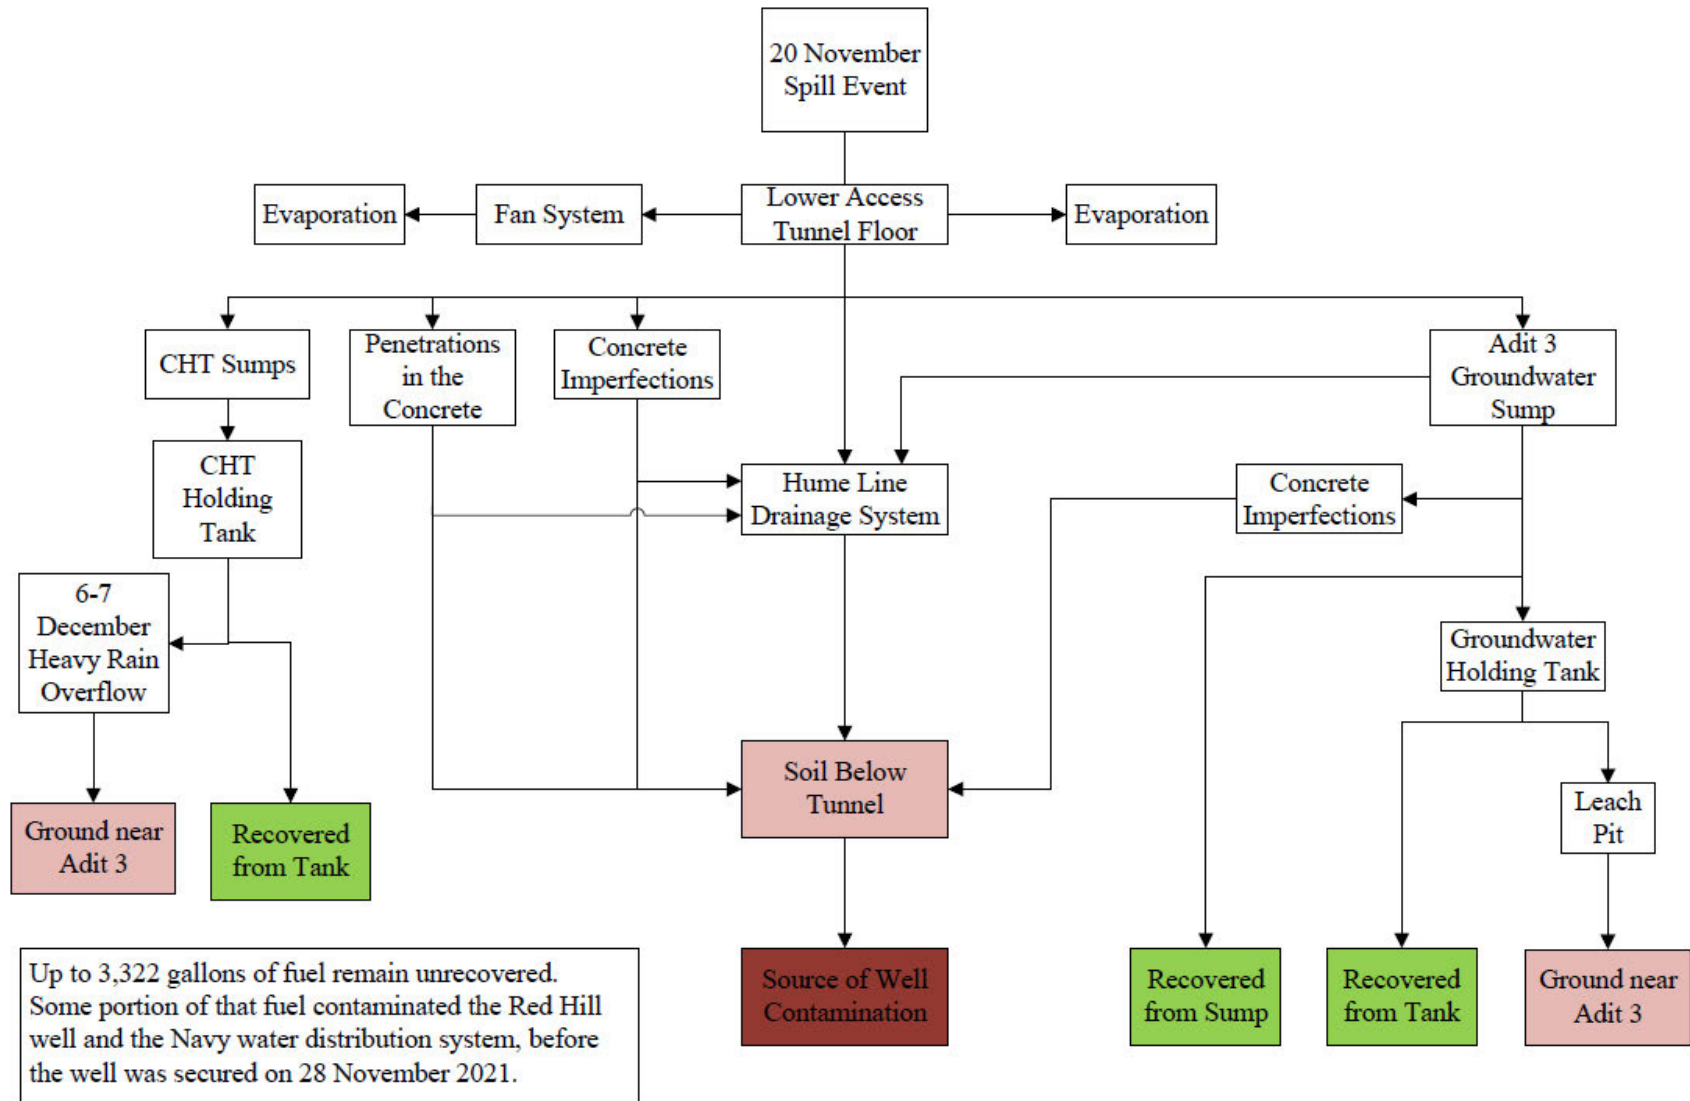 20 November
Spill Event
Evaporation
Fan System
Lower Access
Tunnel Floor
Evaporation
CHT Sumps
Penetrations
in the
Concrete
Concrete
Imperfections
Adit 3
Groundwater
Sump
CHT
Holding
Tank
Hume Line
Drainage System
Concrete
Imperfections
6-7
December
Heavy Rain
Overflow
Groundwater
Holding Tank
Soil Below
Tunnel
Leach
Pit
Ground near
Adit 3
Recovered
from Tank
Source of Well
Contamination
Recovered
from Sump
Recovered
from Tank
Ground near
Adit 3
Up to 3,322 gallons of fuel remain unrecovered.
Some portion of that fuel contaminated the Red Hill
well and the Navy water distribution system, before
the well was secured on 28 November 2021.